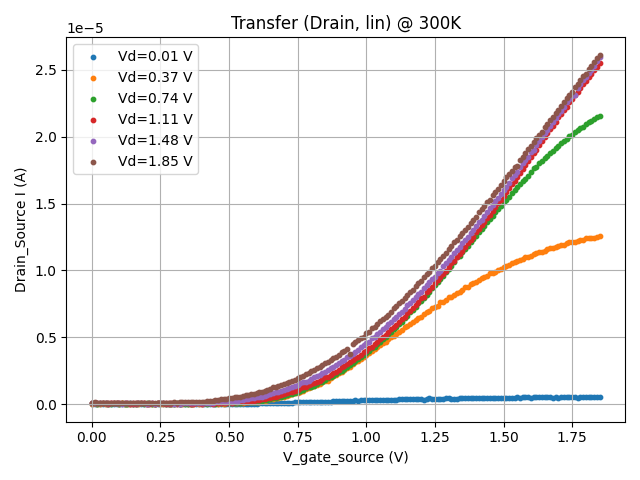 Transfer (Drain, lin) @ 300K
1e−5
Vd=0.01 V
Vd=0.37 V
Vd=0.74 V
Vd=1.11 V
Vd=1.48 V
Vd=1.85 V
2.5
2.0
1.5
1.0
0.5
0.0
Drain_Source I (A)
0.00 0.25 0.50 0.75 1.00 1.25 1.50 1.75
V_gate_source (V)